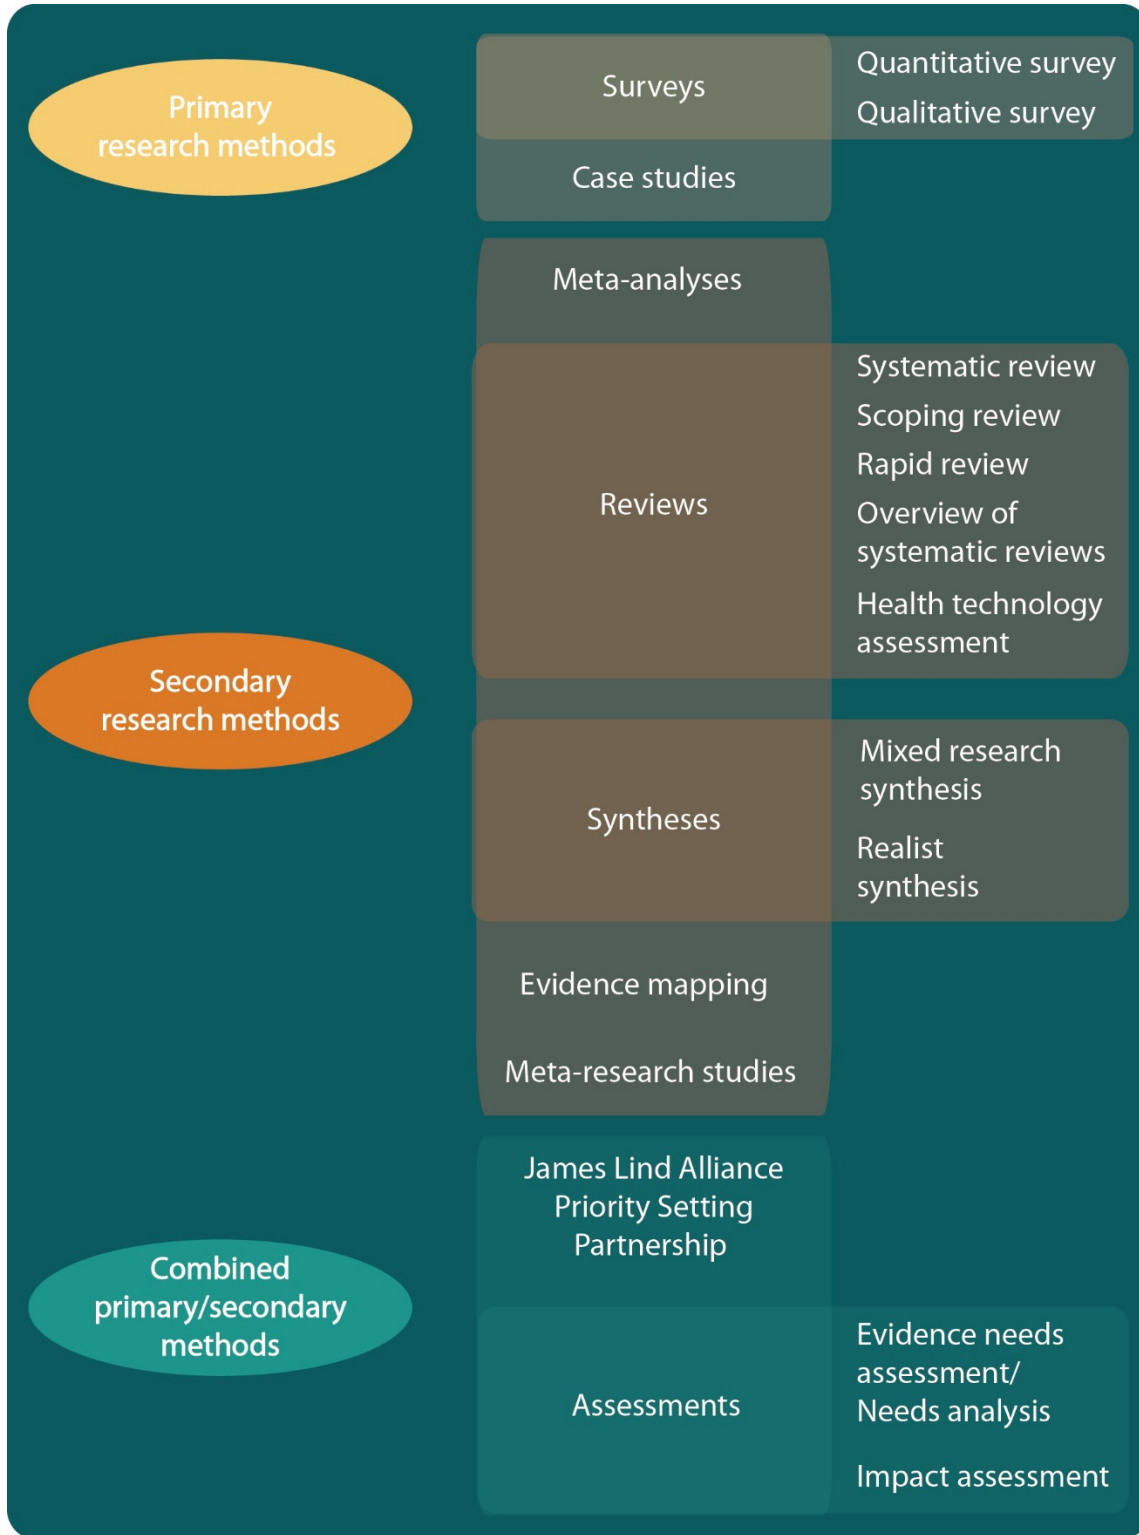 Primary
research methods
Surveys
Quantitative survey
Qualitative survey
Case studies
Secondary
research methods
Meta-analyses
Reviews
Systematic review
Scoping review
Rapid review
Overview of
systematic reviews
Health technology
assessment
Syntheses
Mixed research
synthesis
Realist
synthesis
Evidence mapping
Meta-research studies
Combined
primary/secondary
methods
James Lind Alliance
Priority Setting
Partnership
Assessments
Evidence needs
assessment/
Needs analysis
Impact assessment